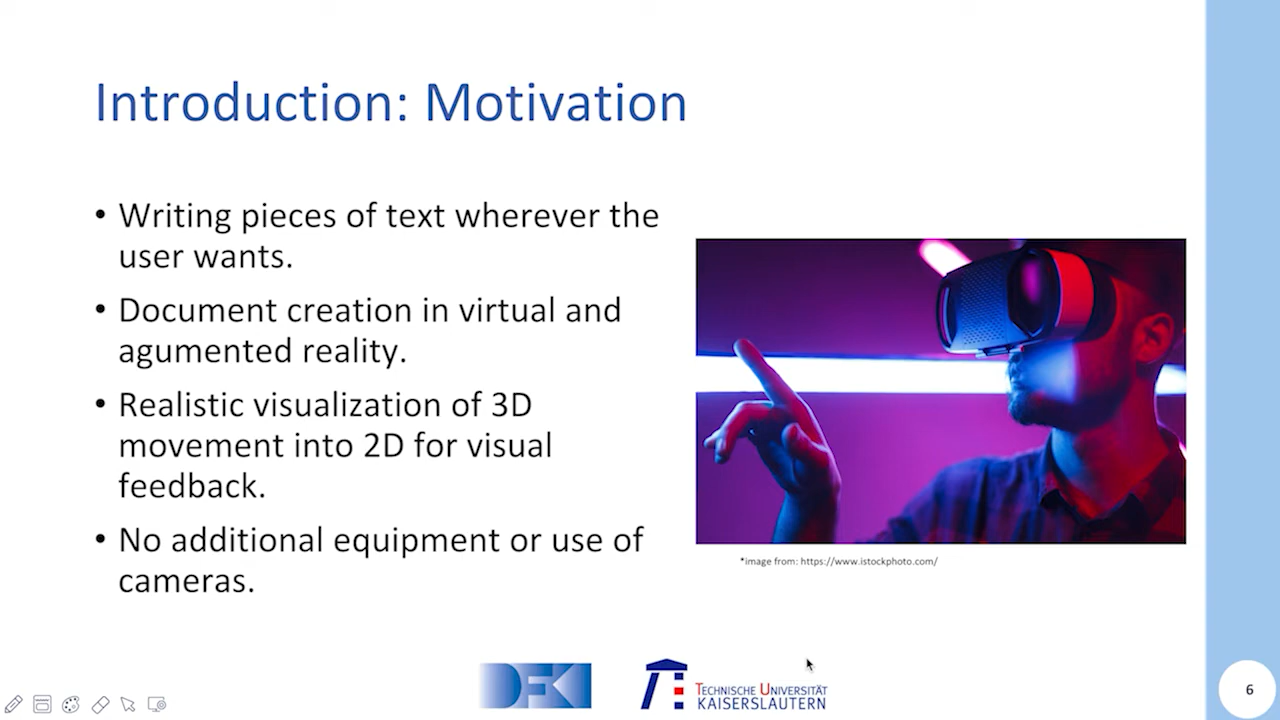 Introduction: Motivation
• Writing pieces of text wherever the
user wants.
• Document creation in virtual and
agumented reality.
• Realistic visualization of 3D
movement into 2D for visual
feedback.
• No additional equipment or use of
cameras.
*image from: https://www.istockphoto.com/
DFKI
TECHNISCHE UNIVERSITÄT
KAISERSLAUTERN
6